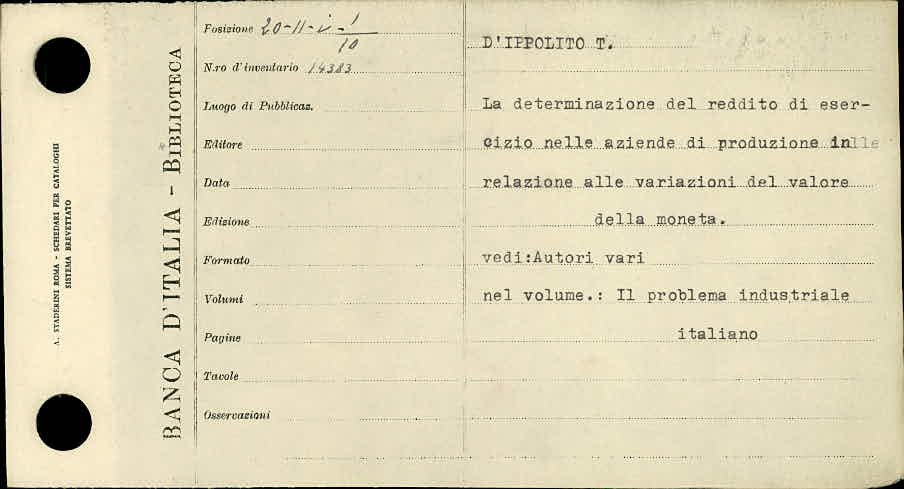 A. STADERINI ROMA - SCHEDARI PER CATALOGHI
SISTEMA BREVETTATO
BANCA D'ITALIA - BIBLIOTECA
Posizione 20-11-i-1/10
N.ro d'inventario 14383
Luogo di Pubblicaz.
Editore
Data
Edizione
Formato
Volumi
Pagine
Tavole
Osservazioni
D'IPPOLITO T.
La determinazione del reddito di eser-
cizio nelle aziende di produzione in
relazione alle variazioni del valore
della moneta.
vedi:Autori vari
nel volume.: Il problema industriale
italiano